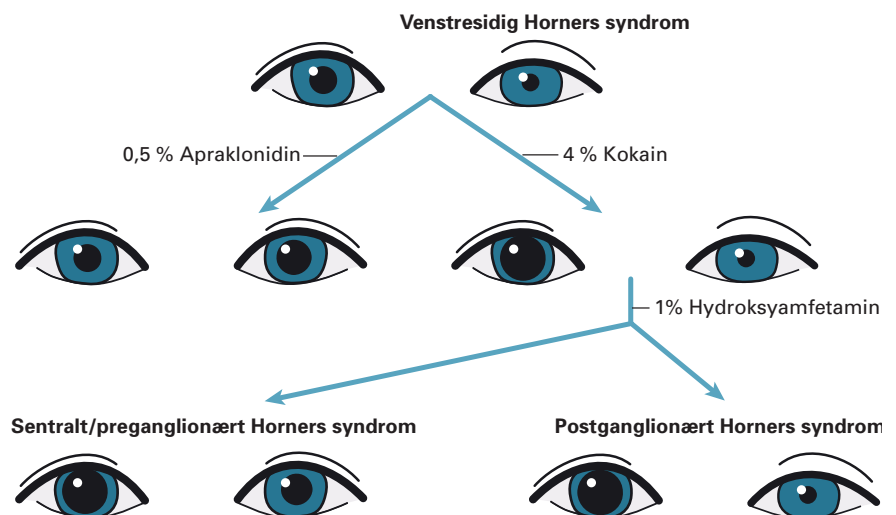 Venstresidig Horners syndrom
0,5 % Apraklonidin
4 % Kokain
1% Hydroksyamfetamin
Sentralt/preganglionært Horners syndrom
Postganglionært Horners syndrom